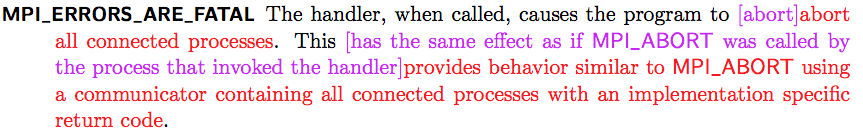 MPI_ERRORS_ARE_FATAL The handler, when called, causes the program to [abort]abort
all connected processes. This [has the same effect as if MPI_ABORT was called by
the process that invoked the handler]provides behavior similar to MPI_ABORT using
a communicator containing all connected processes with an implementation specific
return code.